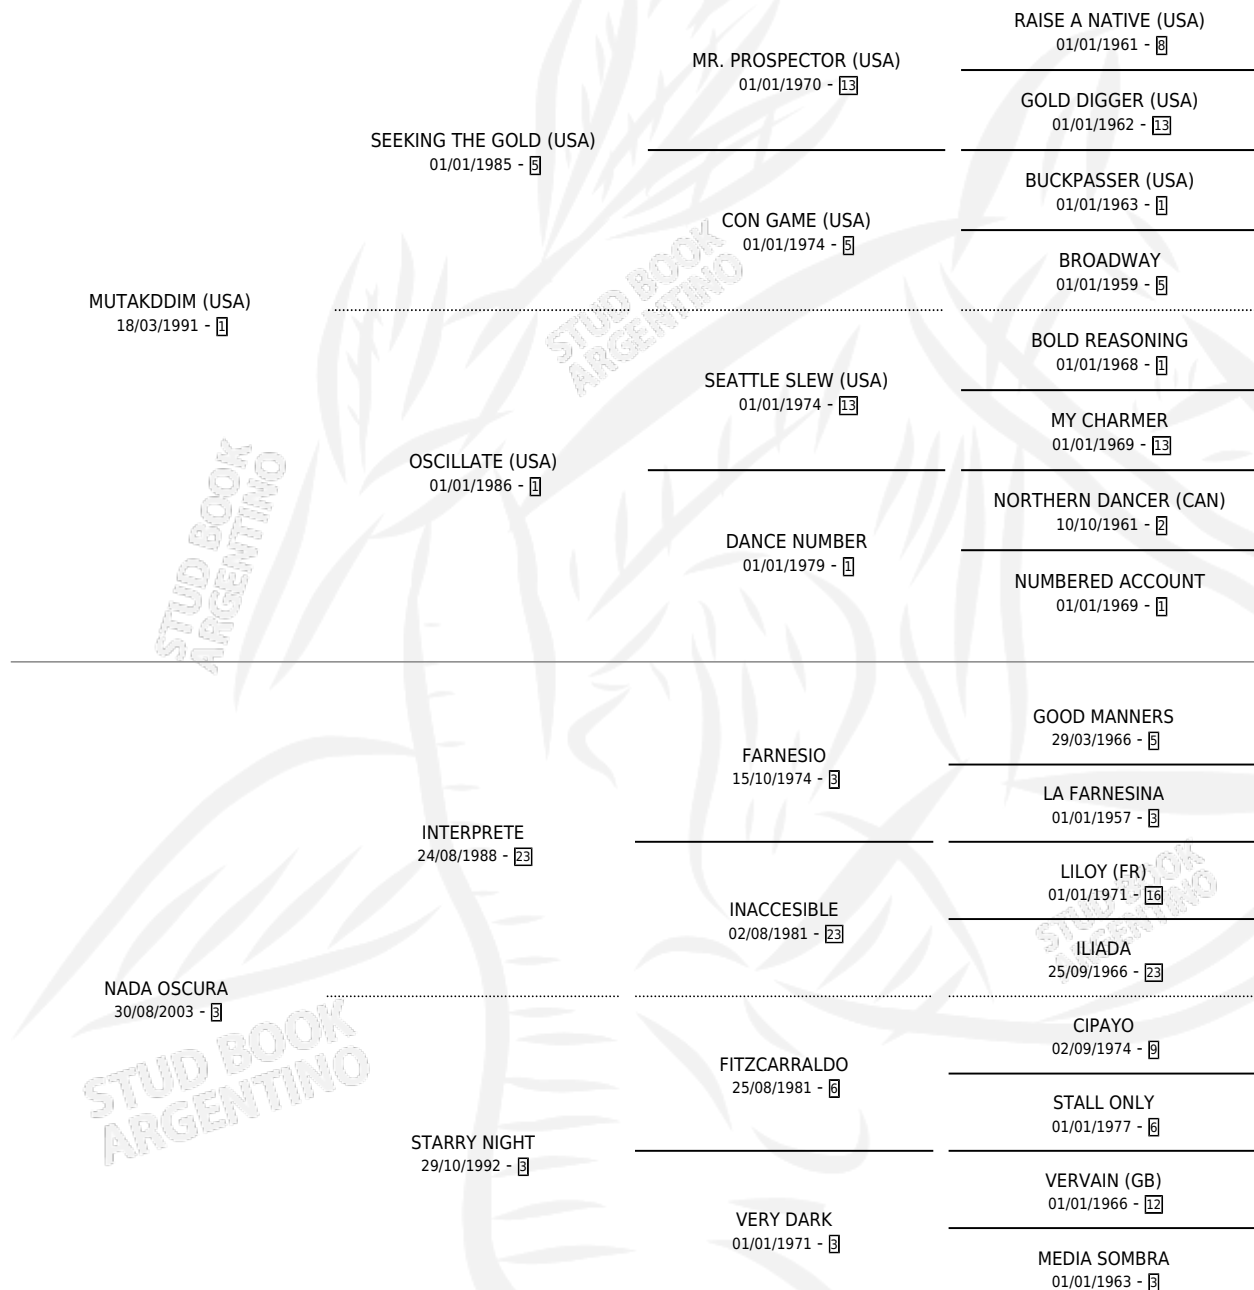 RAISE A NATIVE (USA)
01/01/1961 - 8
MR. PROSPECTOR (USA)
01/01/1970 - 13
GOLD DIGGER (USA)
01/01/1962 - 13
SEEKING THE GOLD (USA)
01/01/1985 - 5
BUCKPASSER (USA)
01/01/1963 - 1
CON GAME (USA)
01/01/1974 - 5
BROADWAY
01/01/1959 - 5
MUTAKDDIM (USA)
18/03/1991 - 1
BOLD REASONING
01/01/1968 - 1
SEATTLE SLEW (USA)
01/01/1974 - 13
MY CHARMER
01/01/1969 - 13
OSCILLATE (USA)
01/01/1986 - 1
NORTHERN DANCER (CAN)
10/10/1961 - 2
DANCE NUMBER
01/01/1979 - 1
NUMBERED ACCOUNT
01/01/1969 - 1
GOOD MANNERS
29/03/1966 - 5
FARNESIO
15/10/1974 - 3
LA FARNESINA
01/01/1957 - 3
INTERPRETE
24/08/1988 - 23
LILOY (FR)
01/01/1971 - 16
INACCESIBLE
02/08/1981 - 23
ILIADA
25/09/1966 - 23
NADA OSCURA
30/08/2003 - 3
CIPAYO
02/09/1974 - 9
FITZCARRALDO
25/08/1981 - 6
STALL ONLY
01/01/1977 - 6
STARRY NIGHT
29/10/1992 - 3
VERVAIN (GB)
01/01/1966 - 12
VERY DARK
01/01/1971 - 3
MEDIA SOMBRA
01/01/1963 - 3
STUD BOOK
ARGENTINO
STUD BOOK
ARGENTINO
STUD BOOK
ARGENTINO
STUD BOOK
ARGENTINO